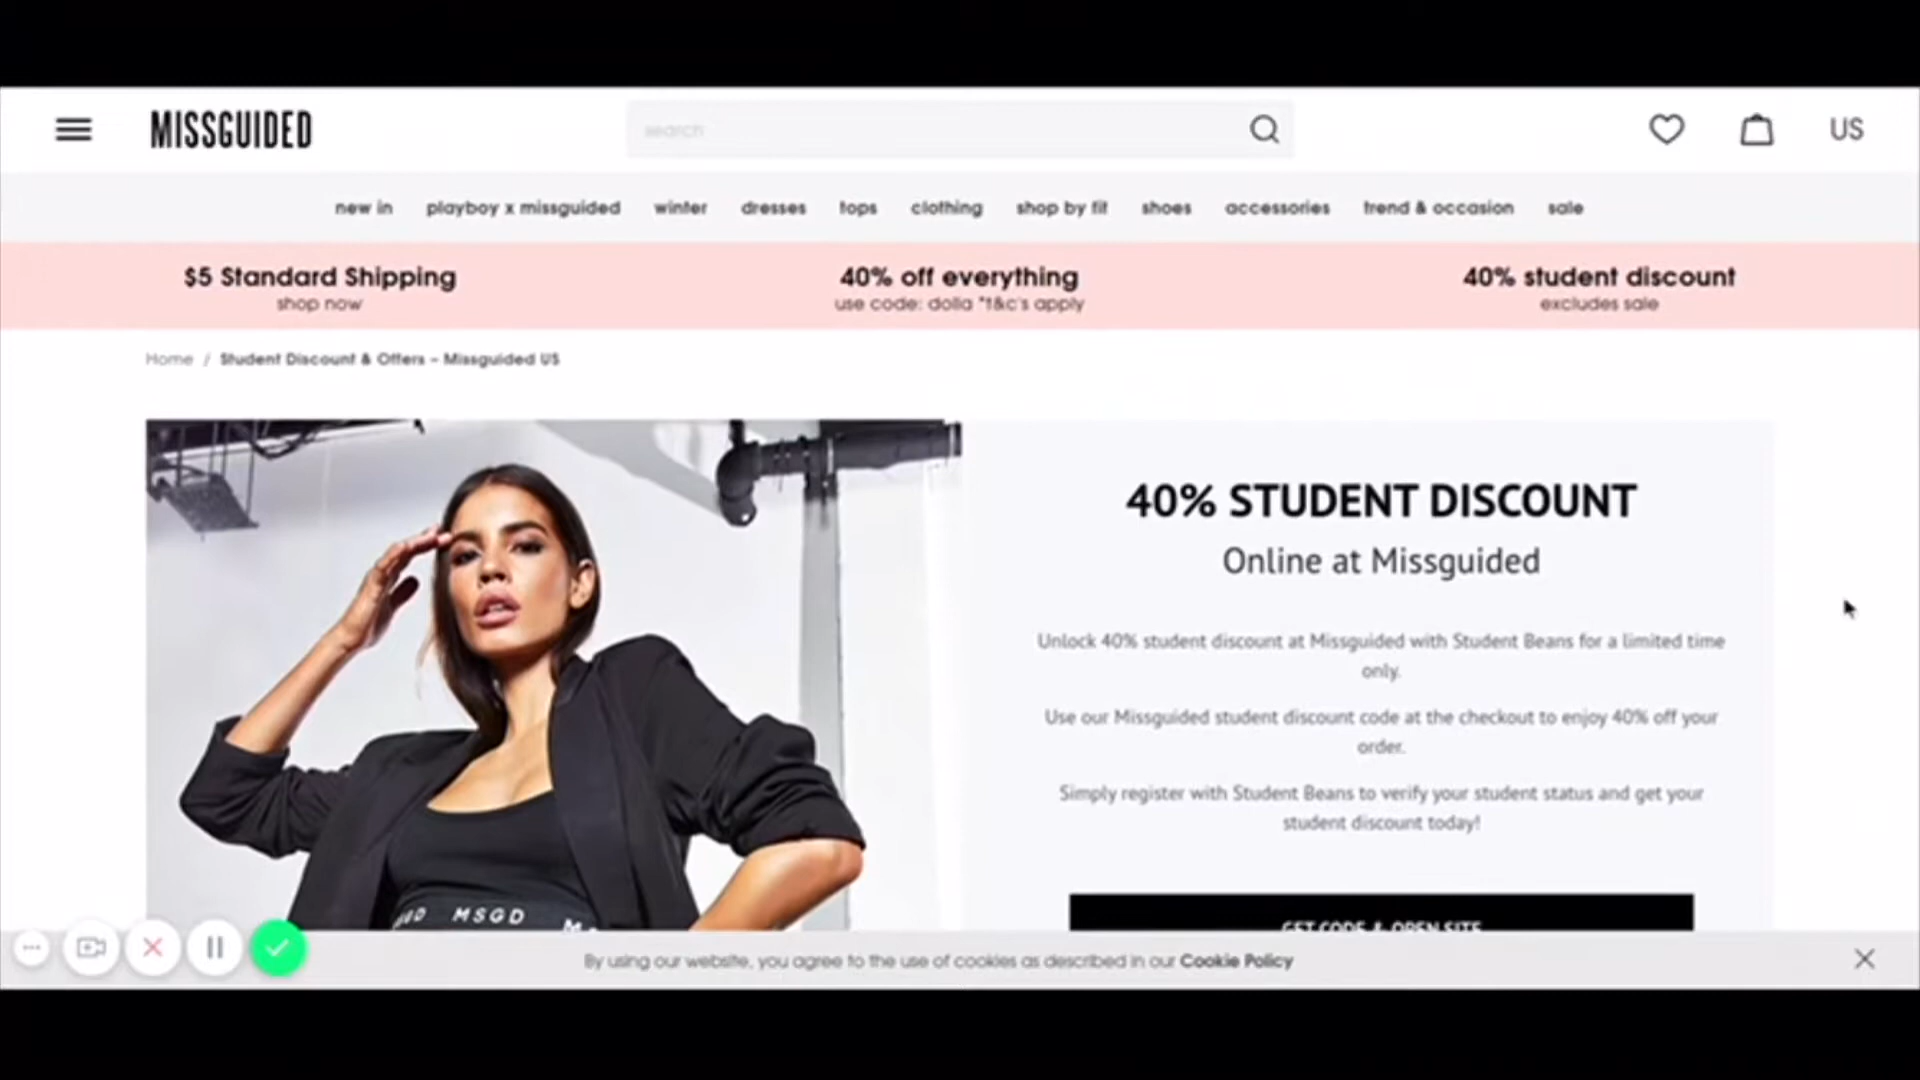 MISSGUIDED
search
US
new in playboy x missguided winter dresses tops clothing shop by fit shoes accessories trend & occasion sale
$5 Standard Shipping
shop now
40% off everything
use code: dolla *t&c's apply
40% student discount
excludes sale
Home / Student Discount & Offers – Missguided US
40% STUDENT DISCOUNT
Online at Missguided
Unlock 40% student discount at Missguided with Student Beans for a limited time
only.
Use our Missguided student discount code at the checkout to enjoy 40% off your
order.
Simply register with Student Beans to verify your student status and get your
student discount today!
GET CODE & OPEN SITE
MSGD
By using our website, you agree to the use of cookies as described in our Cookie Policy